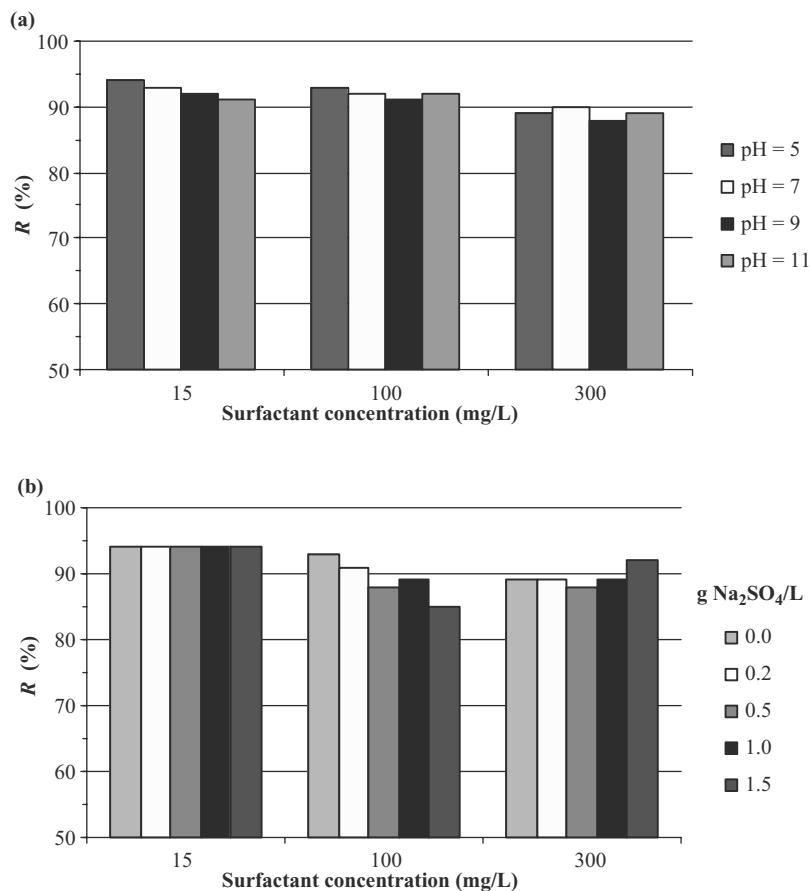 (a)
100
90
80
70
60
50
R (%)
15 100 300
Surfactant concentration (mg/L)
pH = 5
pH = 7
pH = 9
pH = 11
(b)
100
90
80
70
60
50
R (%)
15 100 300
Surfactant concentration (mg/L)
g Na₂SO₄/L
0.0
0.2
0.5
1.0
1.5